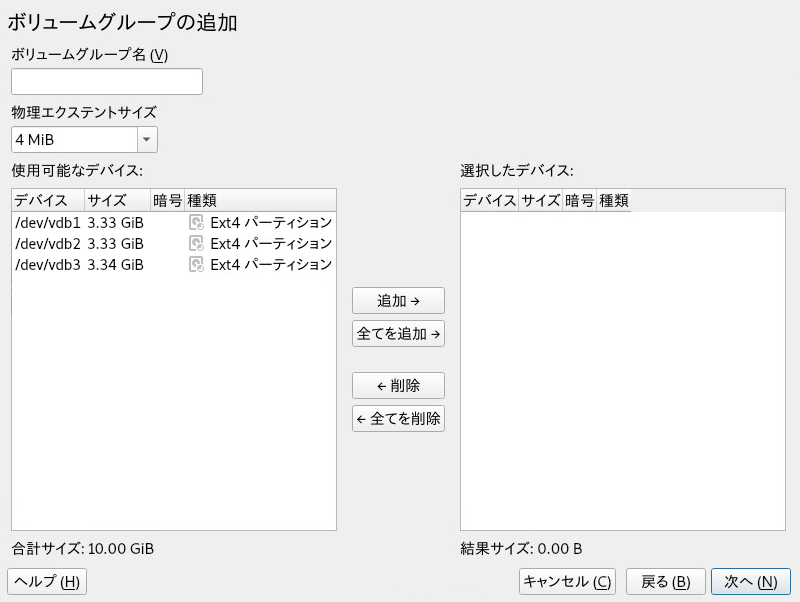 ボリュームグループの追加
ボリュームグループ名 (V)
物理エクステントサイズ
4 MiB
使用可能なデバイス:
デバイス サイズ 暗号 種類
/dev/vdb1 3.33 GiB Ext4 パーティション
/dev/vdb2 3.33 GiB Ext4 パーティション
/dev/vdb3 3.34 GiB Ext4 パーティション
合計サイズ: 10.00 GiB
追加 →
全てを追加 →
← 削除
← 全てを削除
選択したデバイス:
デバイス サイズ 暗号 種類
結果サイズ: 0.00 B
ヘルプ (H)
キャンセル (C)
戻る (B)
次へ (N)